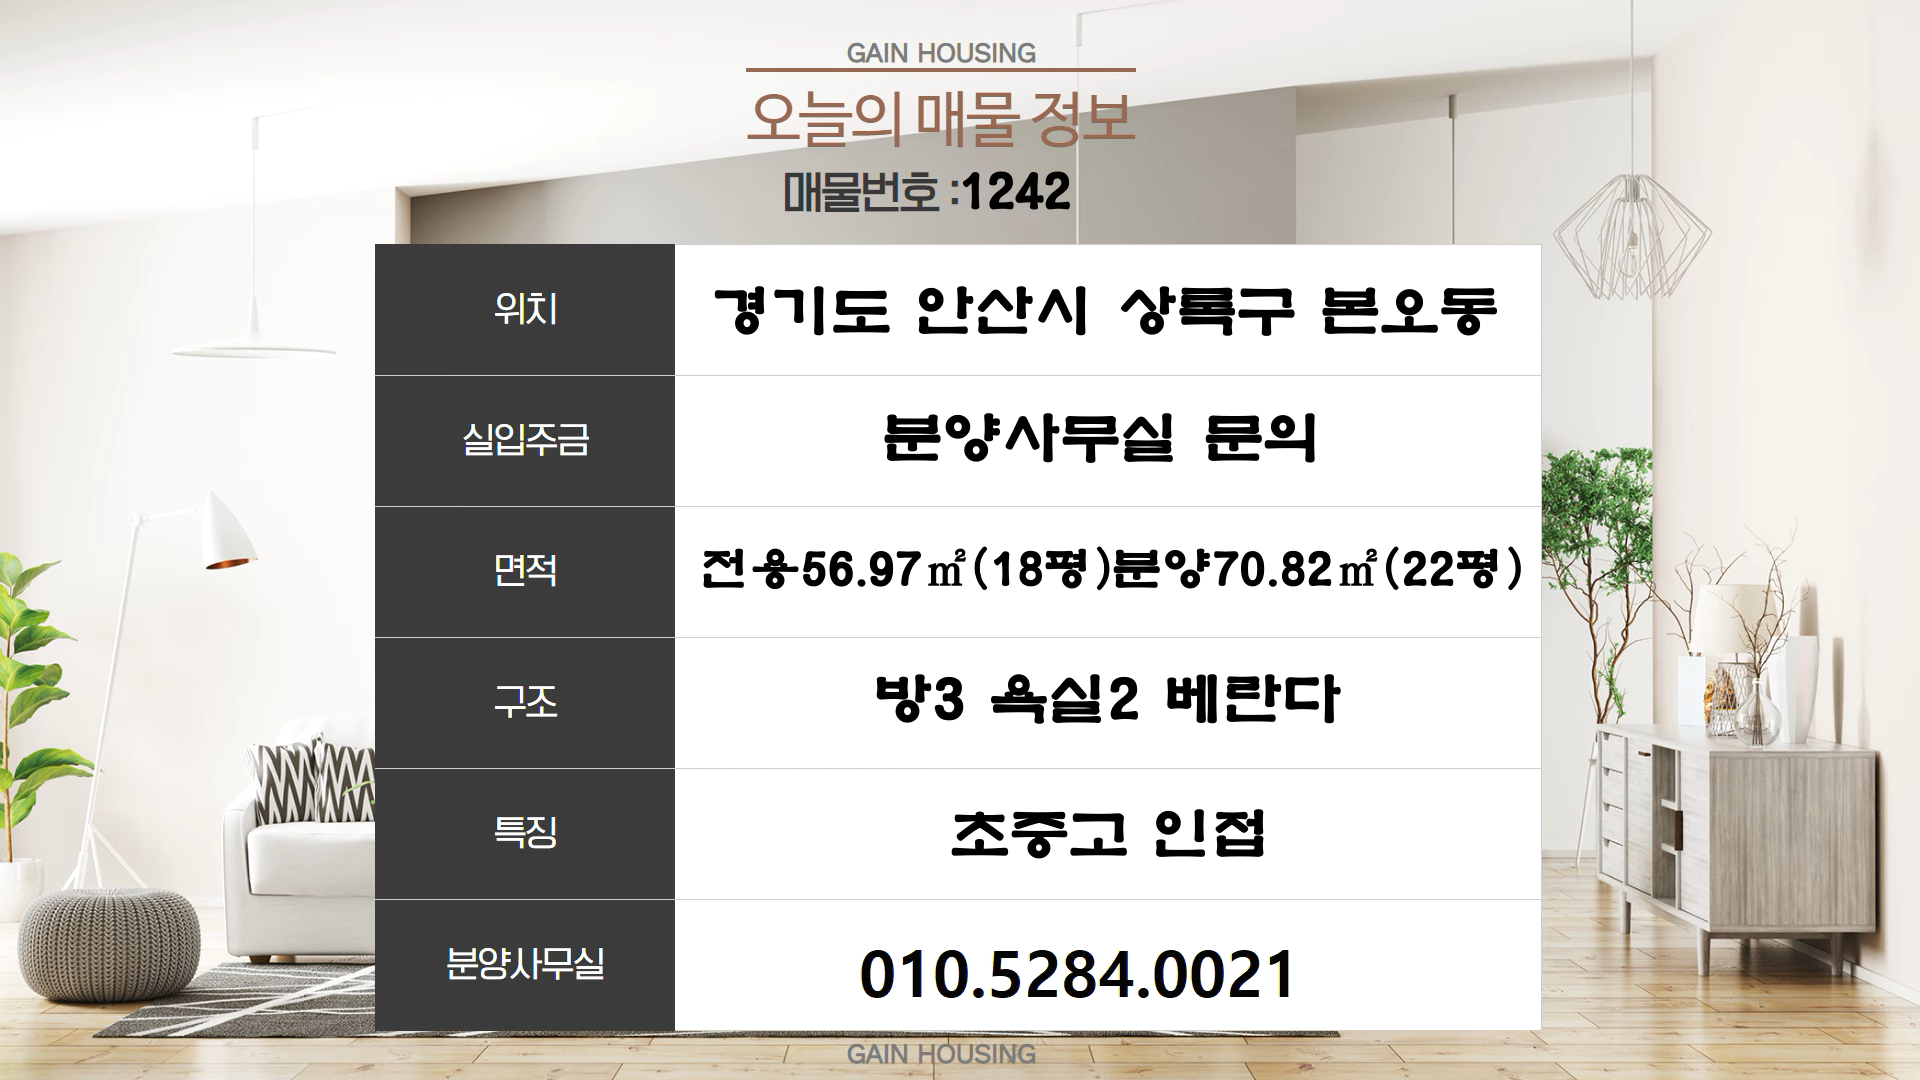 GAIN HOUSING
오늘의 매물 정보
매물번호 :1242
위치 경기도 안산시 상록구 본오동
실입주금 분양사무실 문의
면적 전용56.97㎡(18평)분양70.82㎡(22평)
구조 방3 욕실2 베란다
특징 초중고 인접
분양사무실 010.5284.0021
GAIN HOUSING